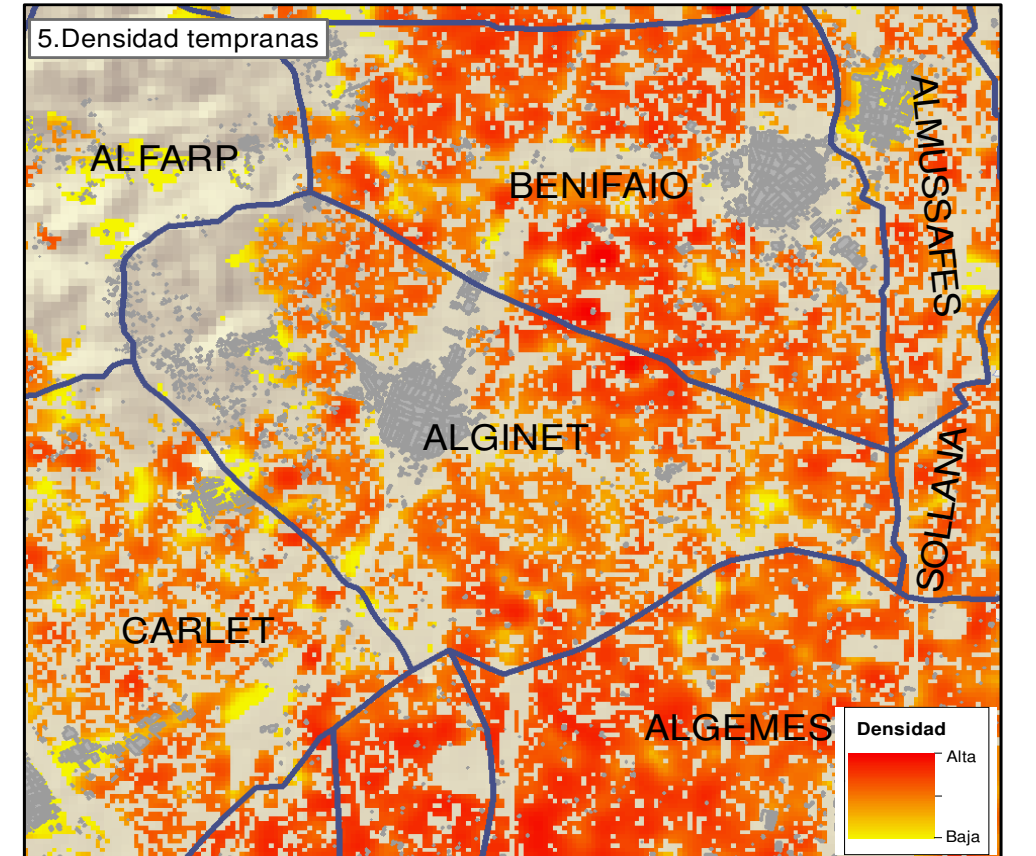 5.Densidad tempranas
ALFARP
BENIFAIO
ALMUSSAFES
ALGINET
SOLLANA
CARLET
ALGEMES
Densidad
Alta
Baja